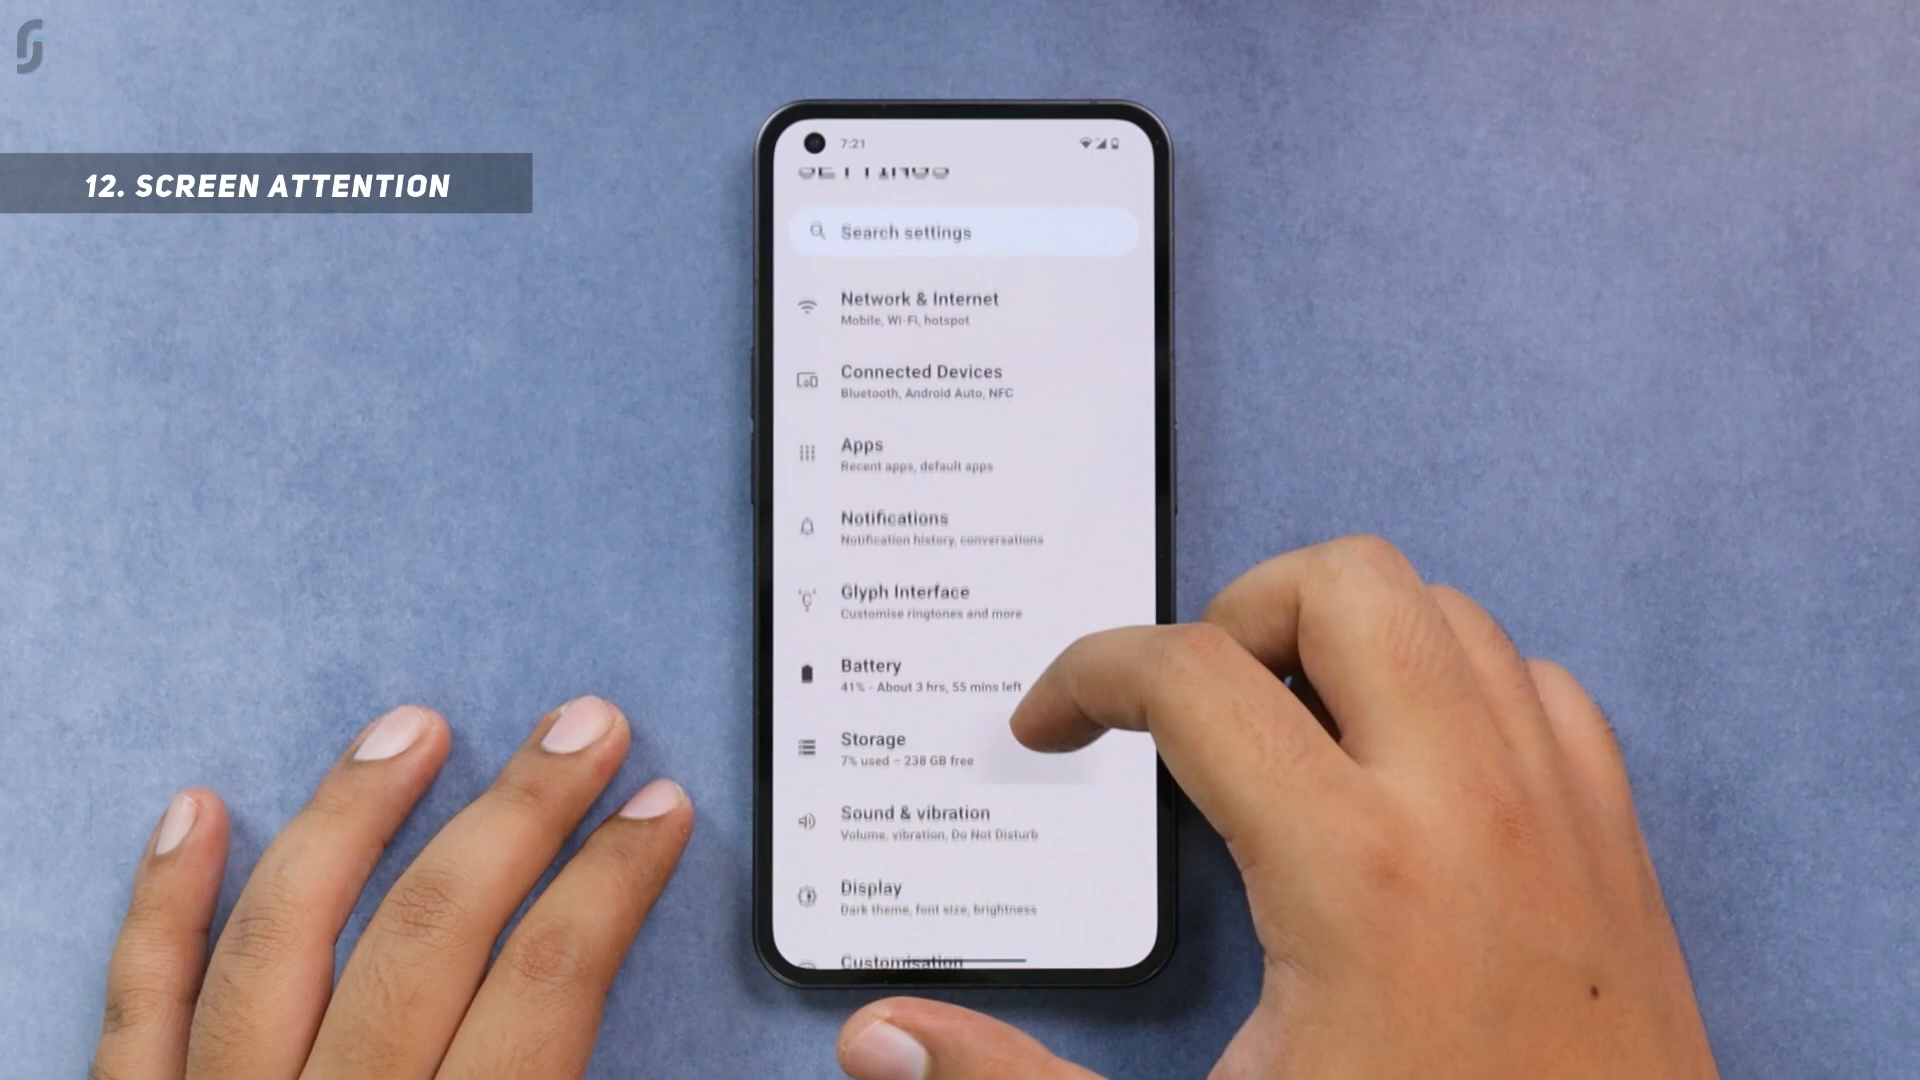 12. SCREEN ATTENTION
7:21
SETTINGS
Search settings
Network & Internet
Mobile, Wi-Fi, hotspot
Connected Devices
Bluetooth, Android Auto, NFC
Apps
Recent apps, default apps
Notifications
Notification history, conversations
Glyph Interface
Customise ringtones and more
Battery
41% - About 3 hrs, 55 mins left
Storage
7% used - 238 GB free
Sound & vibration
Volume, vibration, Do Not Disturb
Display
Dark theme, font size, brightness
Customisation